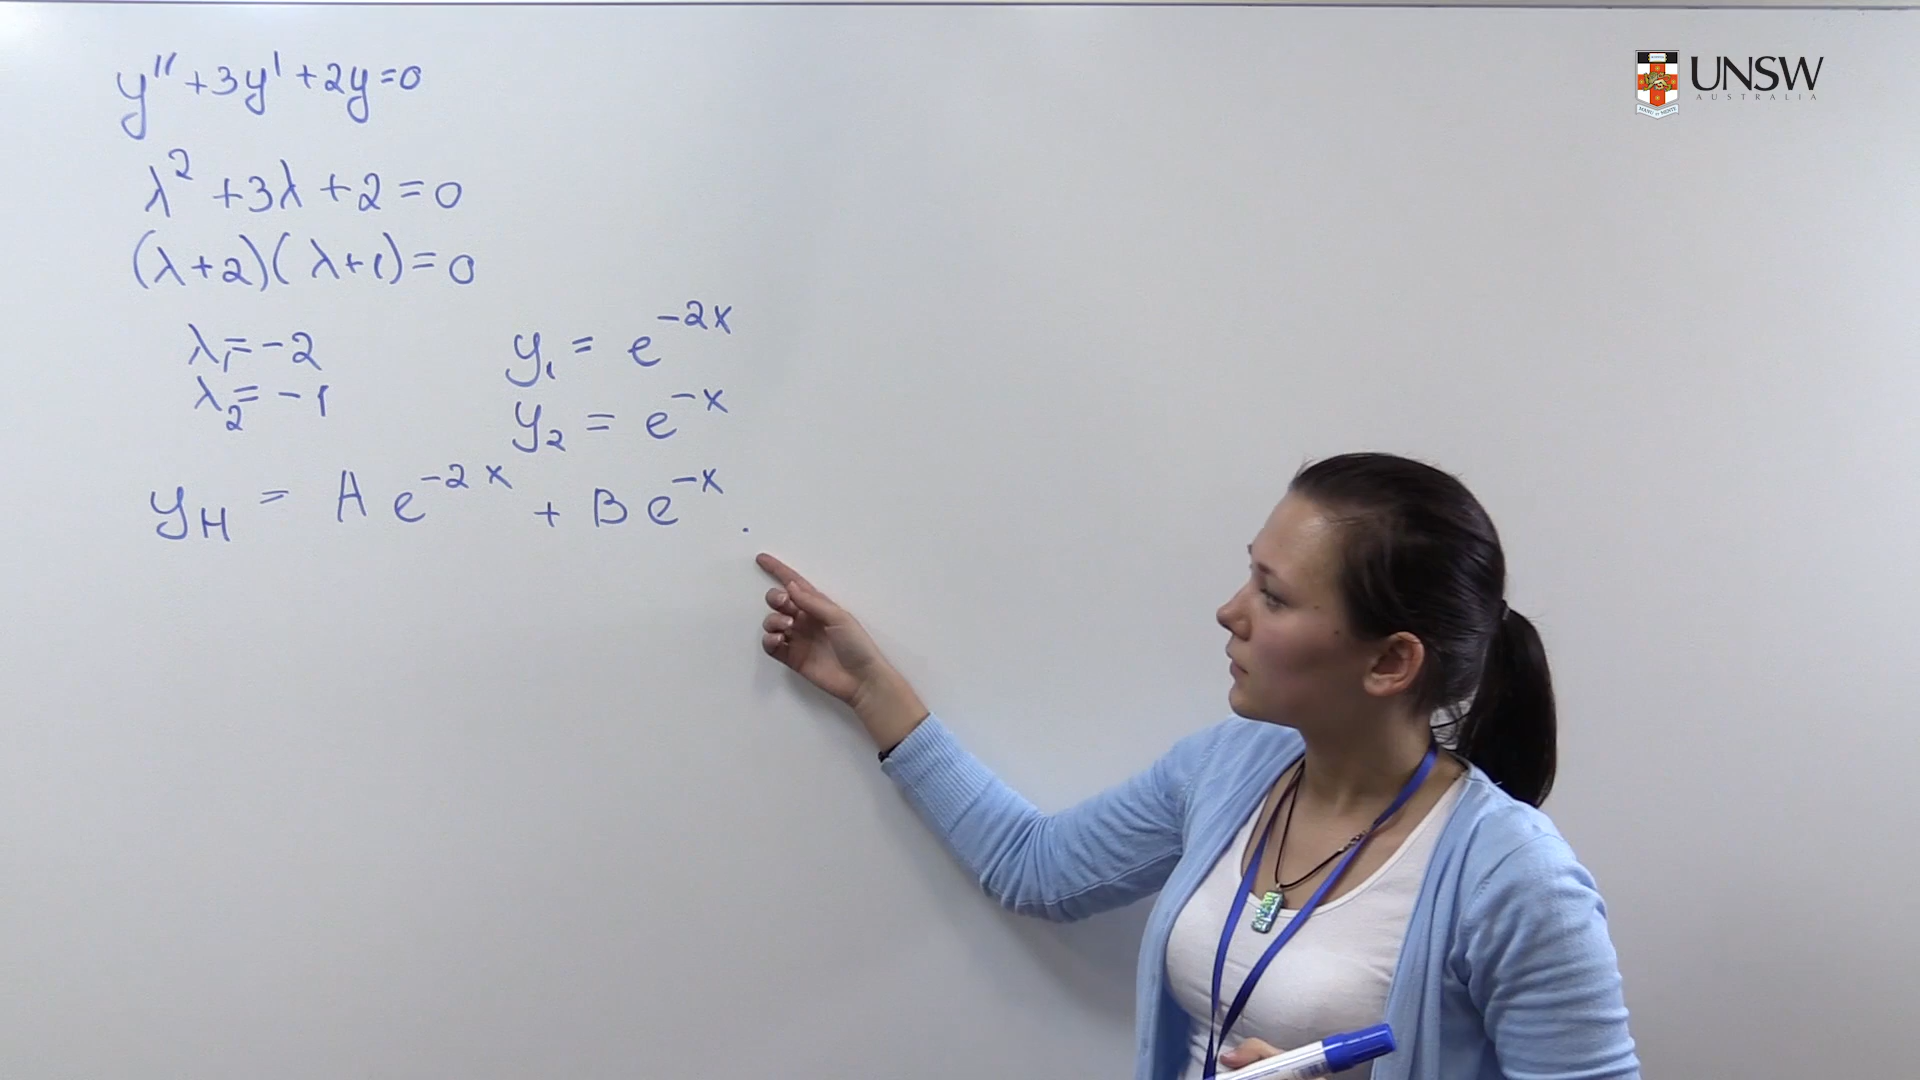 y'' + 3y' + 2y = 0
λ² + 3λ + 2 = 0
(λ+2)(λ+1) = 0
λ₁ = -2
λ₂ = -1
y₁ = e^{-2x}
y₂ = e^{-x}
y_H = A e^{-2x} + B e^{-x}.
UNSW
AUSTRALIA